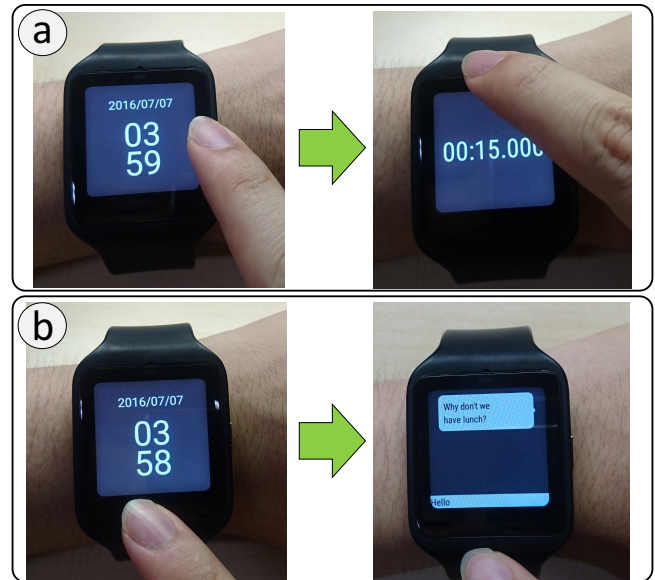 a
2016/07/07
03
59
00:15.000
b
2016/07/07
03
58
Why don't we
have lunch?
Hello